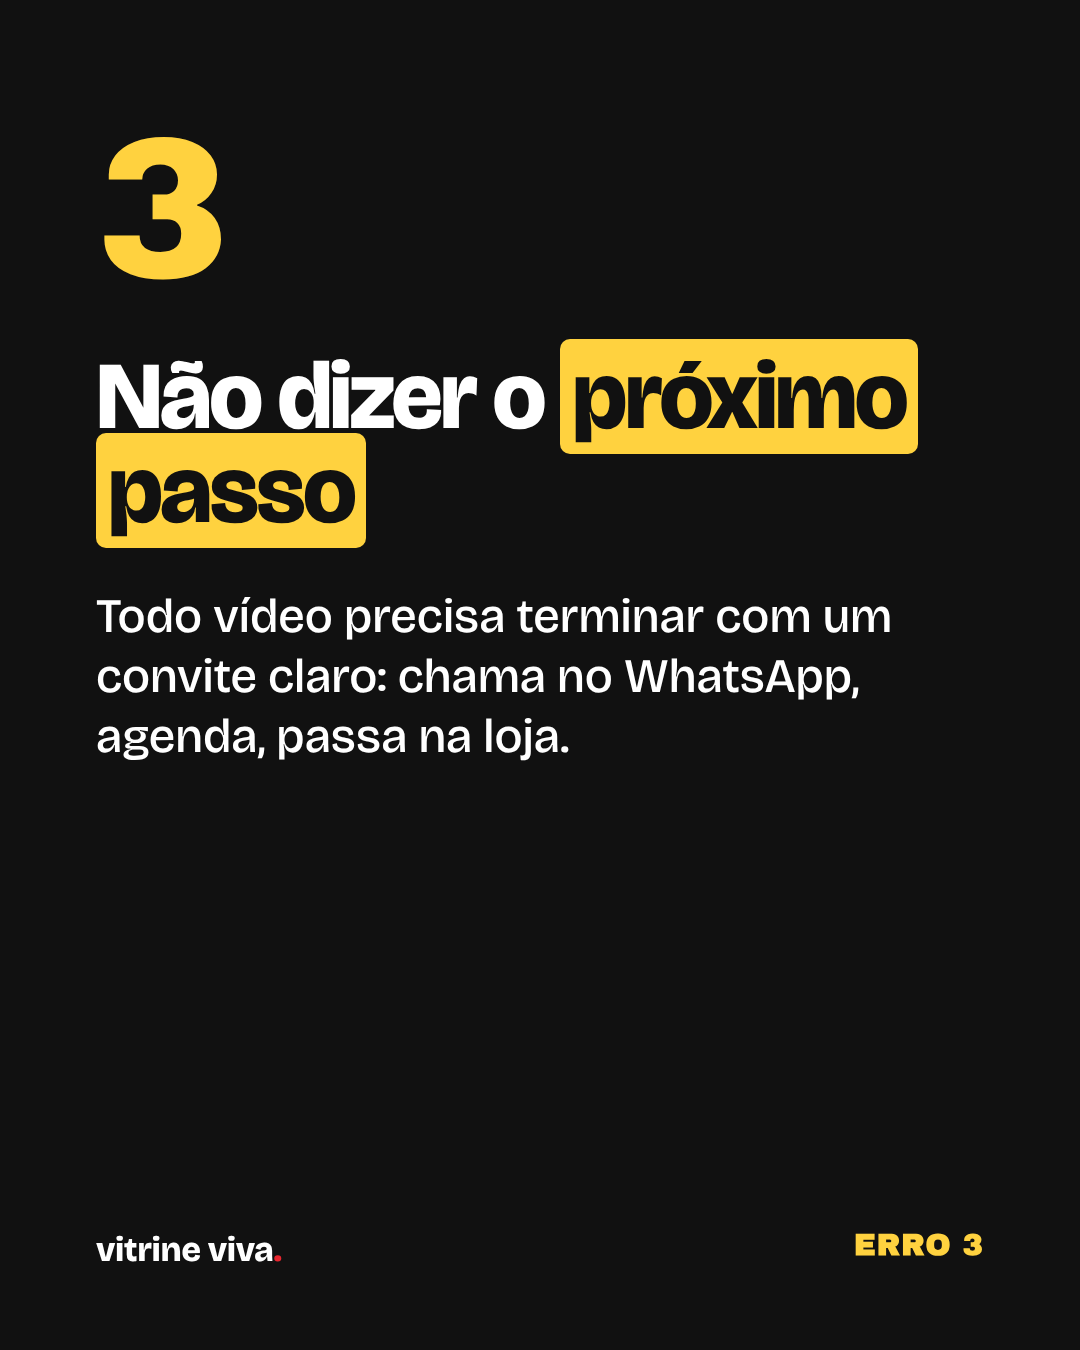 3
Não dizer o próximo
passo
Todo vídeo precisa terminar com um
convite claro: chama no WhatsApp,
agenda, passa na loja.
vitrine viva.
ERRO 3